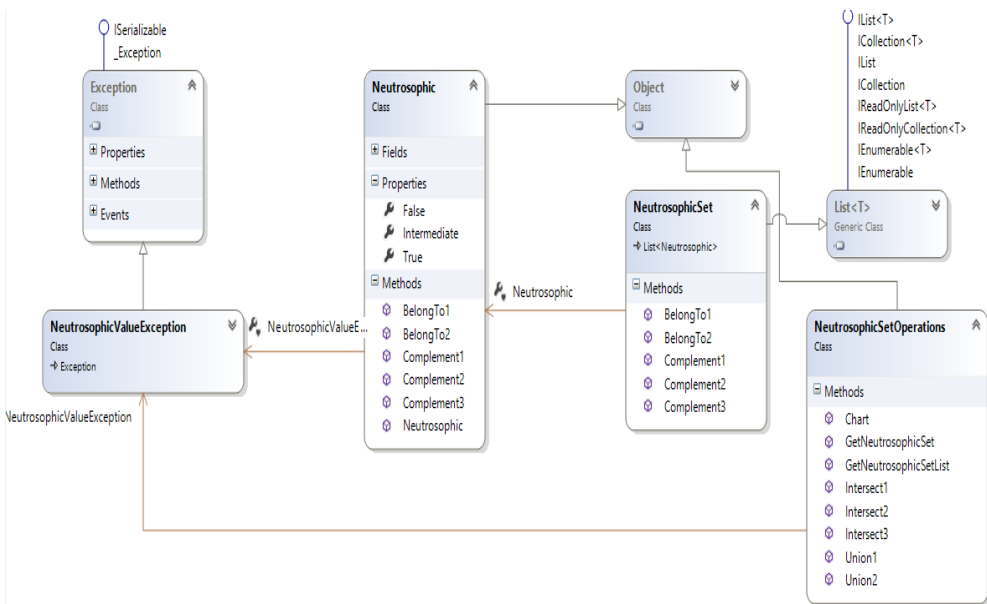 ISerializable
_Exception
Exception
Class
Properties
Methods
Events
NeutrosophicValueException
Class
Exception
NeutrosophicValueException
NeutrosophicValueE...
Neutrosophic
Class
Fields
Properties
False
Intermediate
True
Methods
BelongTo1
BelongTo2
Complement1
Complement2
Complement3
Neutrosophic
Neutrosophic
Object
Class
NeutrosophicSet
Class
List<Neutrosophic>
Methods
BelongTo1
BelongTo2
Complement1
Complement2
Complement3
IList<T>
ICollection<T>
IList
ICollection
IReadOnlyList<T>
IReadOnlyCollection<T>
IEnumerable<T>
IEnumerable
List<T>
Generic Class
NeutrosophicSetOperations
Class
Methods
Chart
GetNeutrosophicSet
GetNeutrosophicSetList
Intersect1
Intersect2
Intersect3
Union1
Union2